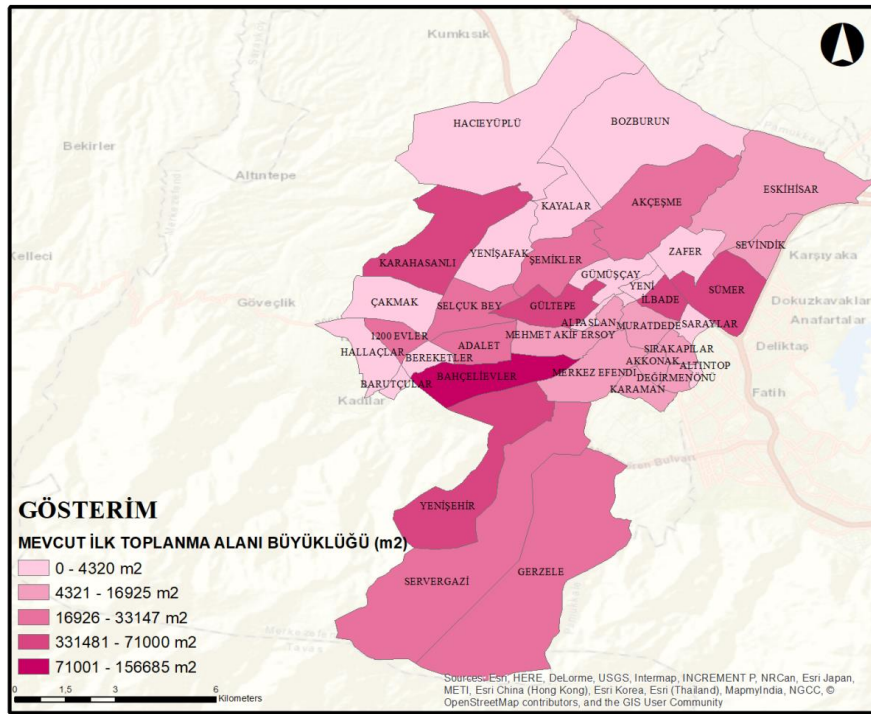 Kumkısık
HACIEYÜPLÜ
BOZBURUN
Bekirler
Altıntepe
KAYALAR
AKÇEŞME
ESKİHİSAR
YENİŞAFAK
ŞEMİKLER
ZAFER
SEVİNDİK
Karşıyaka
KARAHASANLI
GÜMÜŞÇAY
YENİ
SÜMER
Göveçlik
ÇAKMAK
SELÇUK BEY
GÜLTEPE
İLBADE
Dokuzkavaklar
Anafartalar
ALPASLAN
MURATDEDE
SARAYLAR
1200 EVLER
MEHMET AKİF ERSOY
ADALET
HALLAÇLAR
BEREKETLER
SIRAKAPILAR
Deliktaş
AKKONAK
ALTINTOP
BAHÇELİEVLER
MERKEZ EFENDİ
DEĞİRMENÖNÜ
BARUTÇULAR
KARAMAN
Fatih
Kadılar
YENİŞEHİR
SERVERGAZİ
GERZELE
GÖSTERİM
MEVCUT İLK TOPLANMA ALANI BÜYÜKLÜĞÜ (m2)
0 - 4320 m2
4321 - 16925 m2
16926 - 33147 m2
331481 - 71000 m2
71001 - 156685 m2
0 1,5 3 6
Kilometers
Sources: Esri, HERE, DeLorme, USGS, Intermap, INCREMENT P, NRCan, Esri Japan,
METI, Esri China (Hong Kong), Esri Korea, Esri (Thailand), MapmyIndia, NGCC, ©
OpenStreetMap contributors, and the GIS User Community